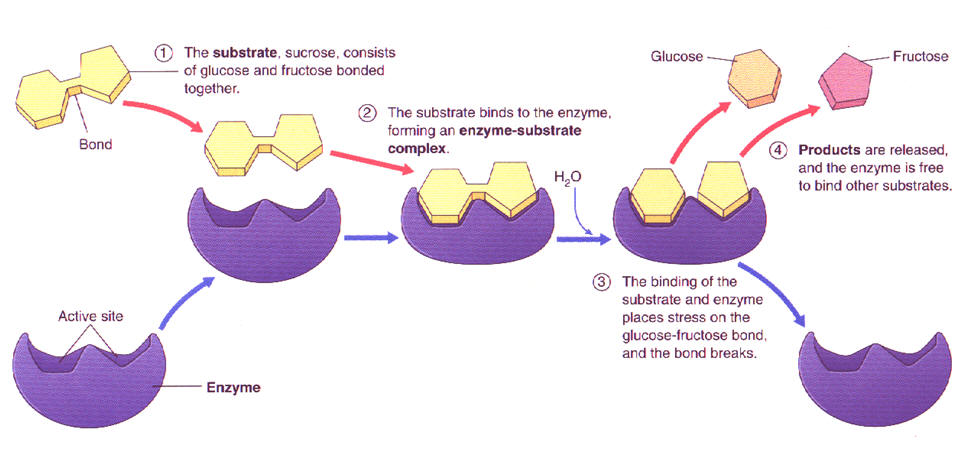 ① The substrate, sucrose, consists
of glucose and fructose bonded
together.
Bond
② The substrate binds to the enzyme,
forming an enzyme-substrate
complex.
H₂O
Glucose
Fructose
④ Products are released,
and the enzyme is free
to bind other substrates.
③ The binding of the
substrate and enzyme
places stress on the
glucose-fructose bond,
and the bond breaks.
Active site
Enzyme